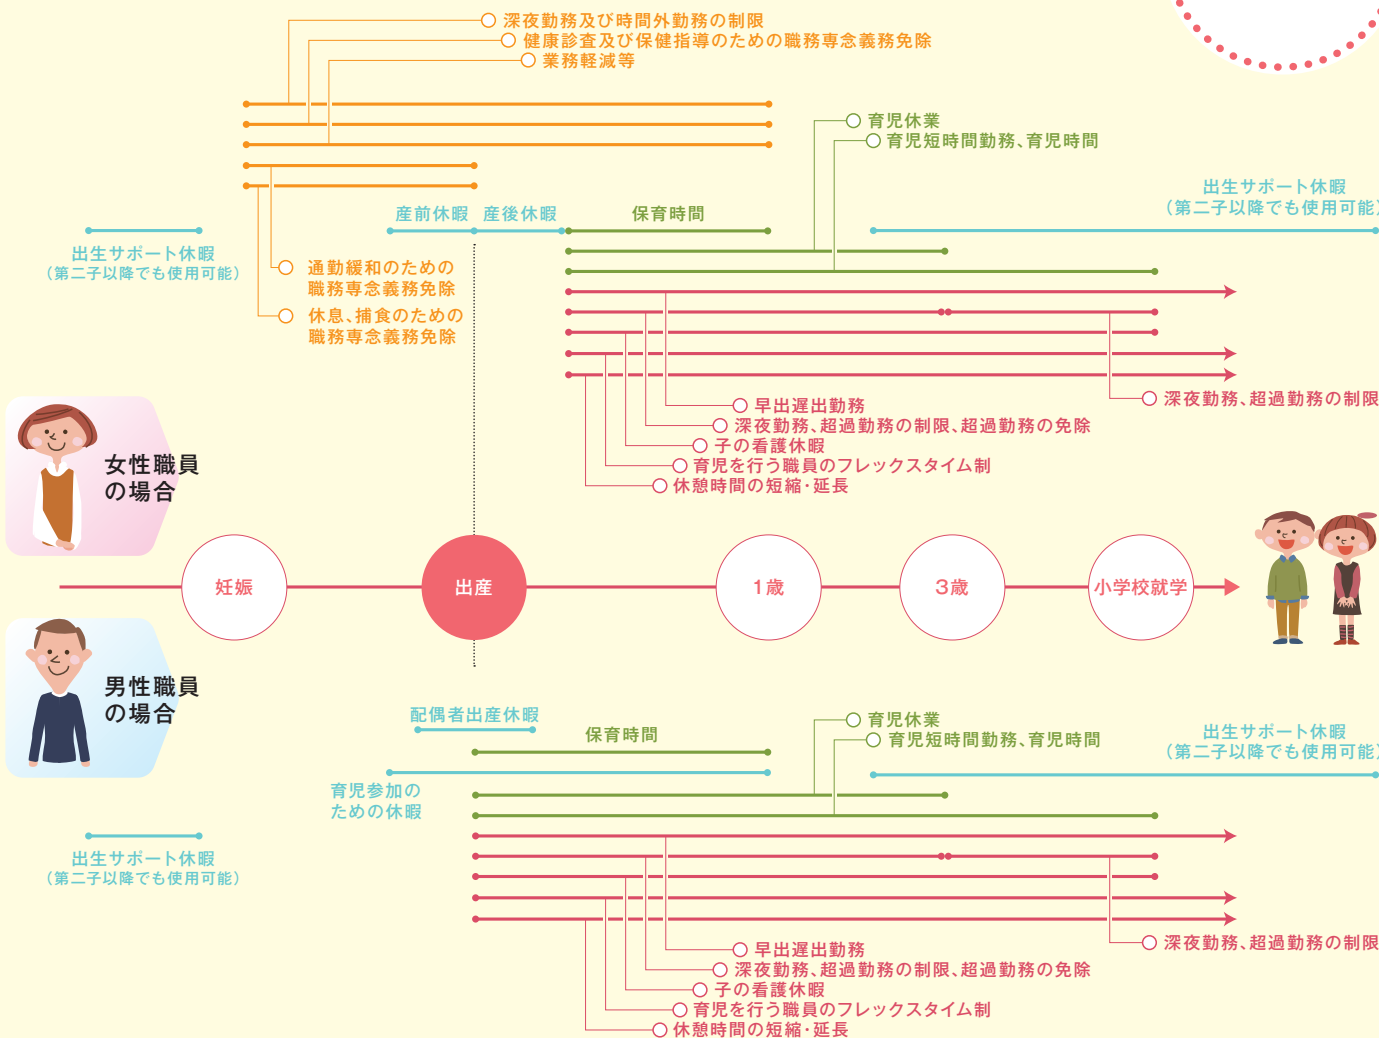 深夜勤務及び時間外勤務の制限
健康診査及び保健指導のための職務専念義務免除
業務軽減等
育児休業
育児短時間勤務、育児時間
出生サポート休暇
（第二子以降でも使用可能）
産前休暇
産後休暇
保育時間
出生サポート休暇
（第二子以降でも使用可能）
通勤緩和のための
職務専念義務免除
休息、捕食のための
職務専念義務免除
深夜勤務、超過勤務の制限
早出遅出勤務
深夜勤務、超過勤務の制限、超過勤務の免除
子の看護休暇
育児を行う職員のフレックスタイム制
休憩時間の短縮・延長
女性職員
の場合
妊娠
出産
1歳
3歳
小学校就学
男性職員
の場合
配偶者出産休暇
保育時間
育児休業
育児短時間勤務、育児時間
出生サポート休暇
（第二子以降でも使用可能）
育児参加の
ための休暇
出生サポート休暇
（第二子以降でも使用可能）
深夜勤務、超過勤務の制限
早出遅出勤務
深夜勤務、超過勤務の制限、超過勤務の免除
子の看護休暇
育児を行う職員のフレックスタイム制
休憩時間の短縮・延長